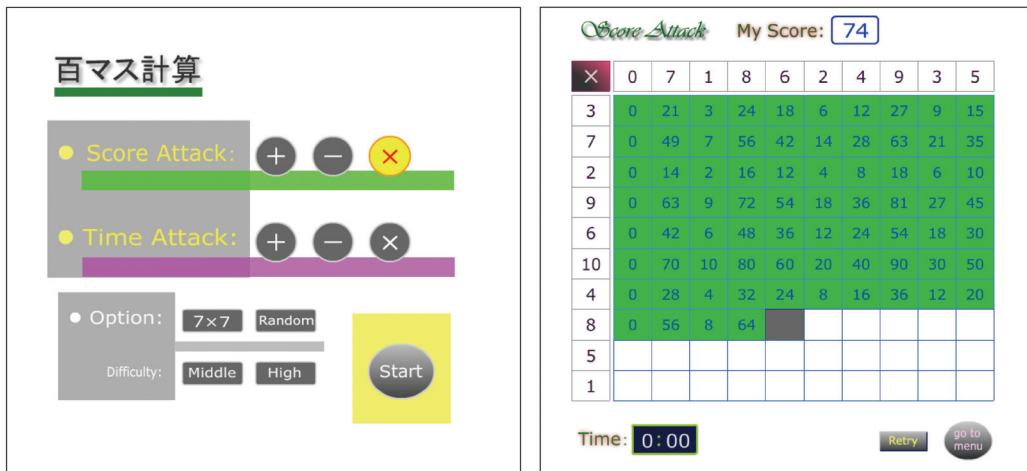 百マス計算
Score Attack: + − ×
Time Attack: + − ×
Option: 7×7 Random
Difficulty: Middle High
Start
Score Attack My Score: 74
× 0 7 1 8 6 2 4 9 3 5
3 0 21 3 24 18 6 12 27 9 15
7 0 49 7 56 42 14 28 63 21 35
2 0 14 2 16 12 4 8 18 6 10
9 0 63 9 72 54 18 36 81 27 45
6 0 42 6 48 36 12 24 54 18 30
10 0 70 10 80 60 20 40 90 30 50
4 0 28 4 32 24 8 16 36 12 20
8 0 56 8 64
5
1
Time: 0:00
Retry
go to
menu